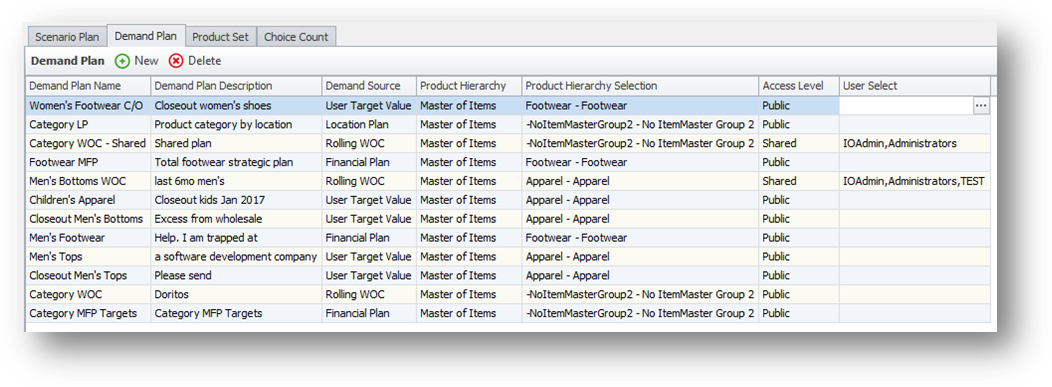 Scenario Plan Demand Plan Product Set Choice Count
Demand Plan New Delete
Demand Plan Name Demand Plan Description Demand Source Product Hierarchy Product Hierarchy Selection Access Level User Select
Women's Footwear C/O Closeout women's shoes User Target Value Master of Items Footwear - Footwear Public ...
Category LP Product category by location Location Plan Master of Items -NoItemMasterGroup2 - No ItemMaster Group 2 Public
Category WOC - Shared Shared plan Rolling WOC Master of Items -NoItemMasterGroup2 - No ItemMaster Group 2 Shared IOAdmin,Administrators
Footwear MFP Total footwear strategic plan Financial Plan Master of Items Footwear - Footwear Public
Men's Bottoms WOC last 6mo men's Rolling WOC Master of Items Apparel - Apparel Shared IOAdmin,Administrators,TEST
Children's Apparel Closeout kids Jan 2017 User Target Value Master of Items Apparel - Apparel Public
Closeout Men's Bottoms Excess from wholesale User Target Value Master of Items Apparel - Apparel Public
Men's Footwear Help. I am trapped at Financial Plan Master of Items Footwear - Footwear Public
Men's Tops a software development company User Target Value Master of Items Apparel - Apparel Public
Closeout Men's Tops Please send User Target Value Master of Items Apparel - Apparel Public
Category WOC Doritos Rolling WOC Master of Items -NoItemMasterGroup2 - No ItemMaster Group 2 Public
Category MFP Targets Category MFP Targets Financial Plan Master of Items -NoItemMasterGroup2 - No ItemMaster Group 2 Public